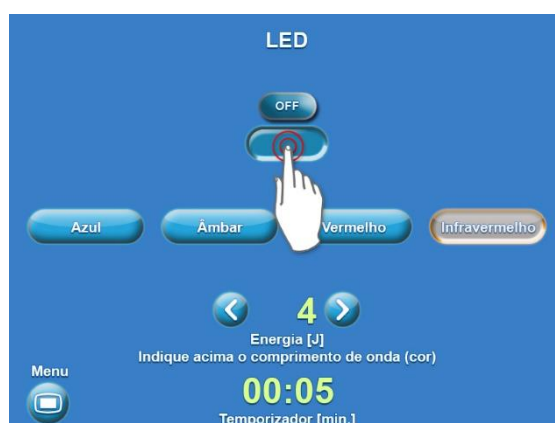 LED
OFF
Azul Âmbar Vermelho Infravermelho
4
Energia [J]
Indique acima o comprimento de onda (cor)
Menu
00:05
Temporizador [min.]